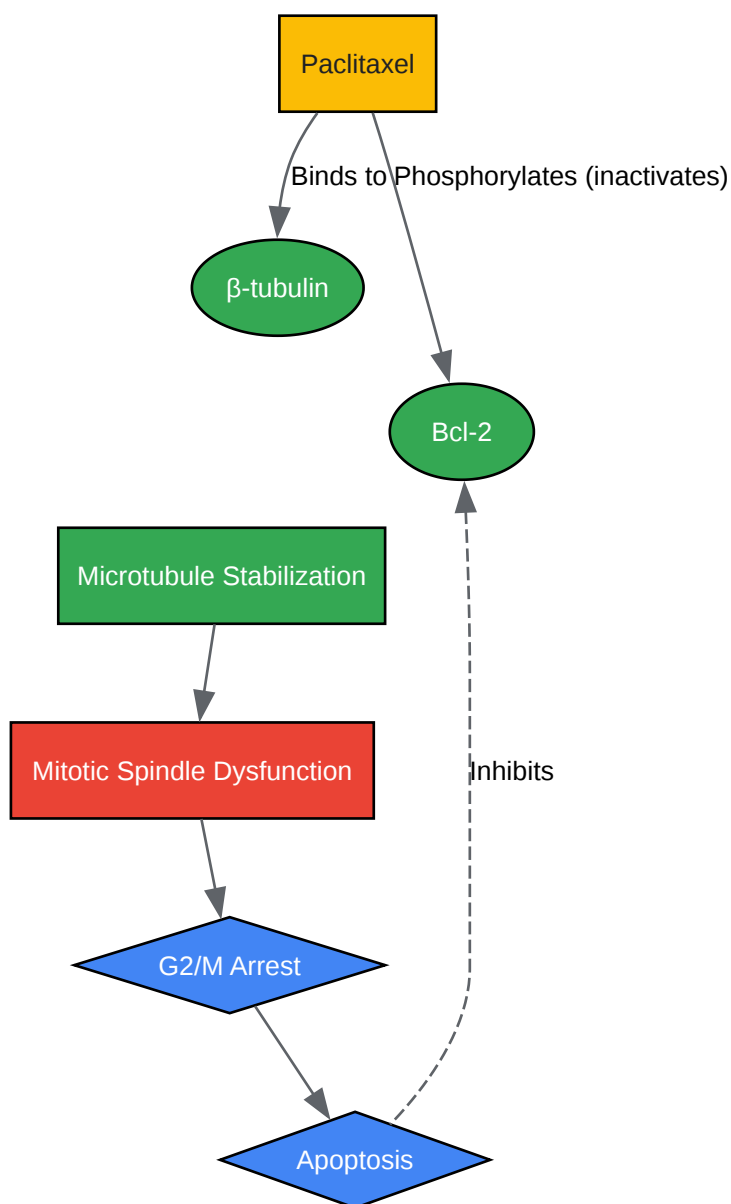 Paclitaxel
Binds to
Phosphorylates (inactivates)
β-tubulin
Bcl-2
Microtubule Stabilization
Mitotic Spindle Dysfunction
Inhibits
G2/M Arrest
Apoptosis